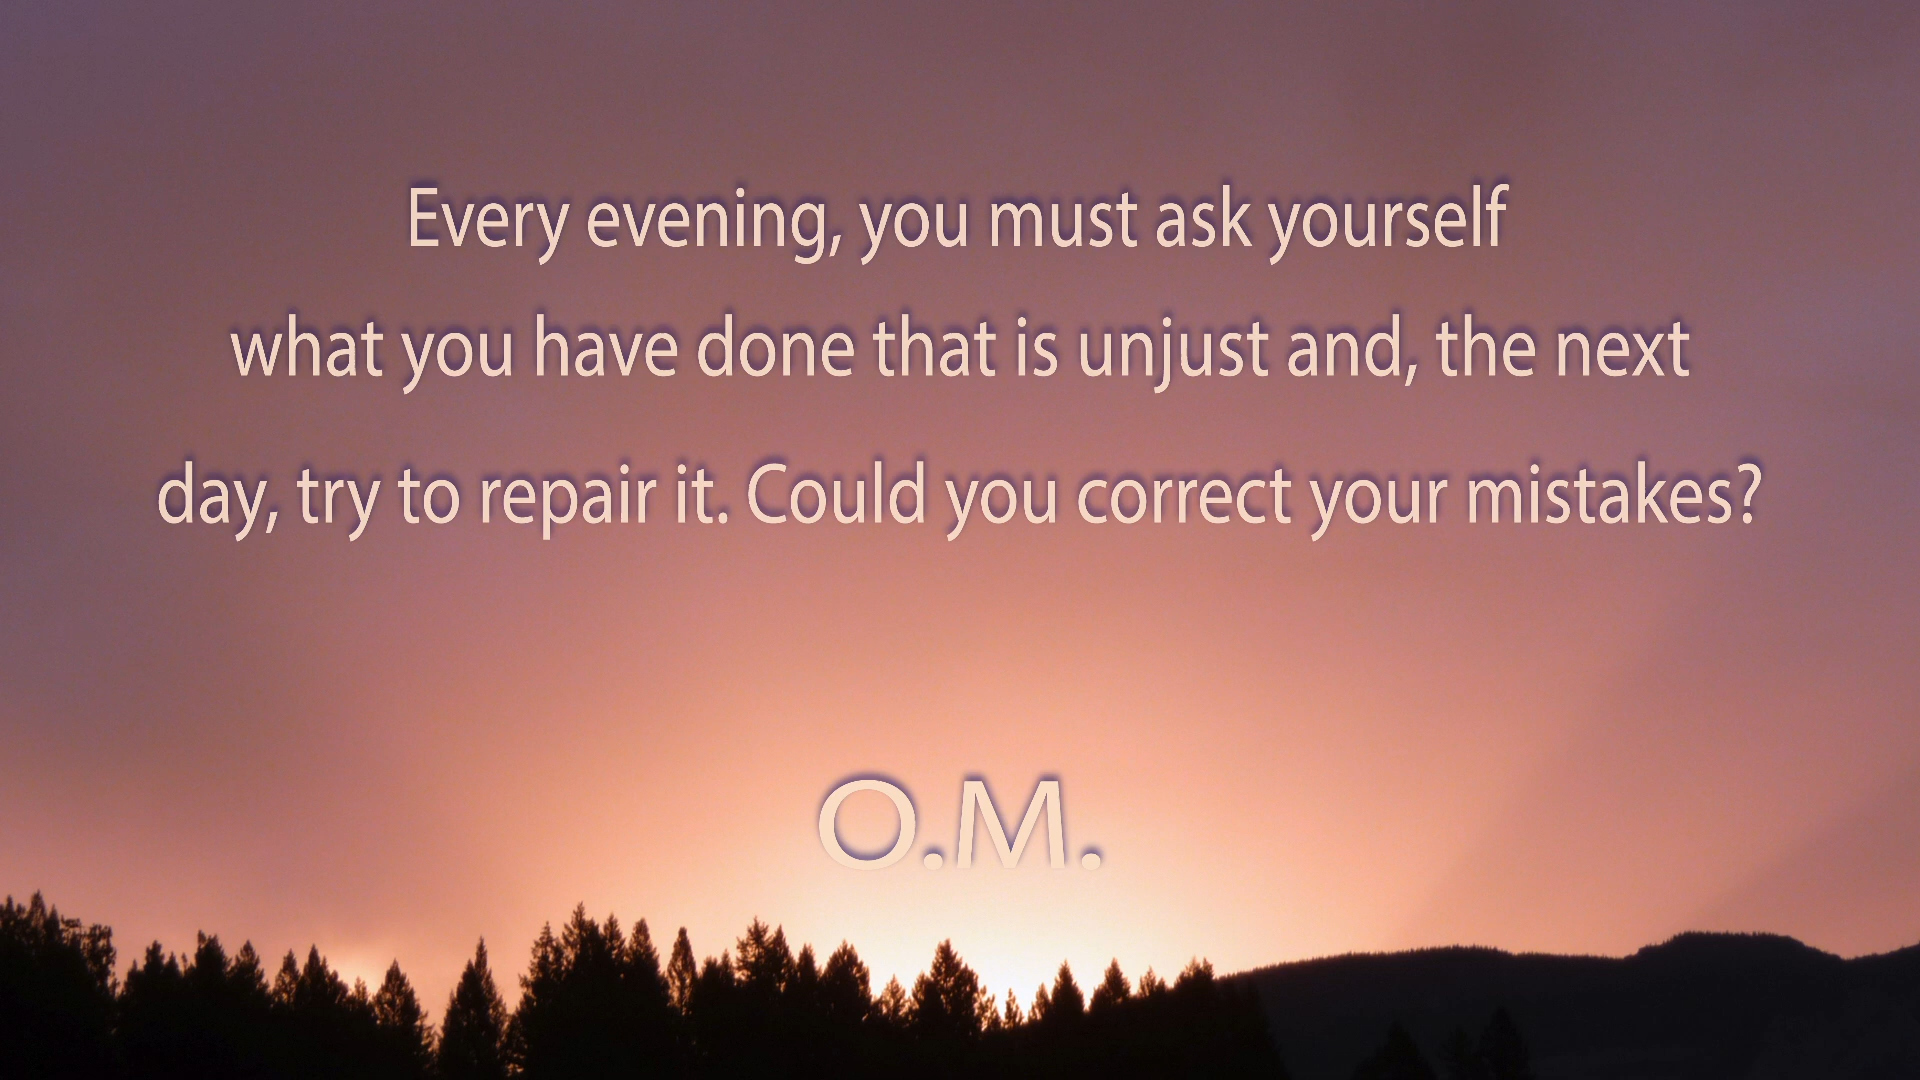 Every evening, you must ask yourself
what you have done that is unjust and, the next
day, try to repair it. Could you correct your mistakes?
O.M.